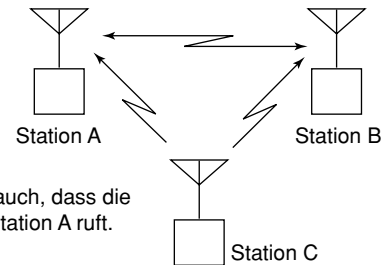 Station A
Station B
auch, dass die
tation A ruft.
Station C